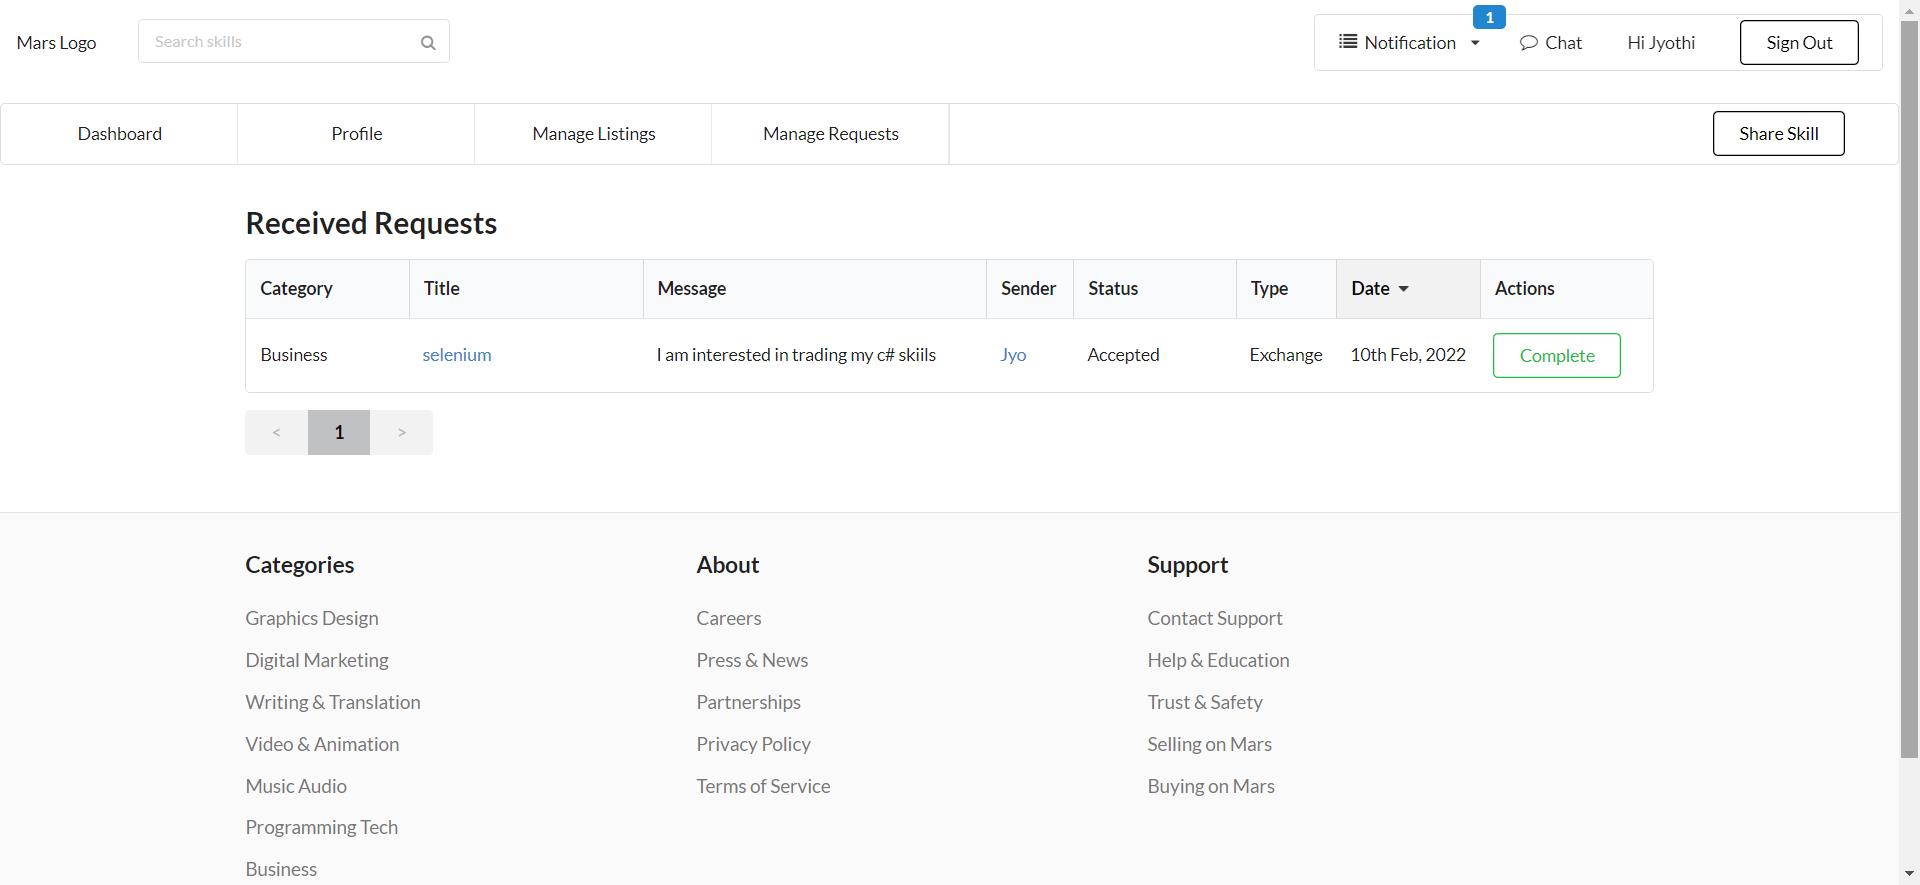 Mars Logo
Search skills
1
Notification
Chat
Hi Jyothi
Sign Out
Dashboard
Profile
Manage Listings
Manage Requests
Share Skill
Received Requests
Category Title Message Sender Status Type Date Actions
Business selenium I am interested in trading my c# skiils Jyo Accepted Exchange 10th Feb, 2022 Complete
< 1 >
Categories
Graphics Design
Digital Marketing
Writing & Translation
Video & Animation
Music Audio
Programming Tech
Business
About
Careers
Press & News
Partnerships
Privacy Policy
Terms of Service
Support
Contact Support
Help & Education
Trust & Safety
Selling on Mars
Buying on Mars